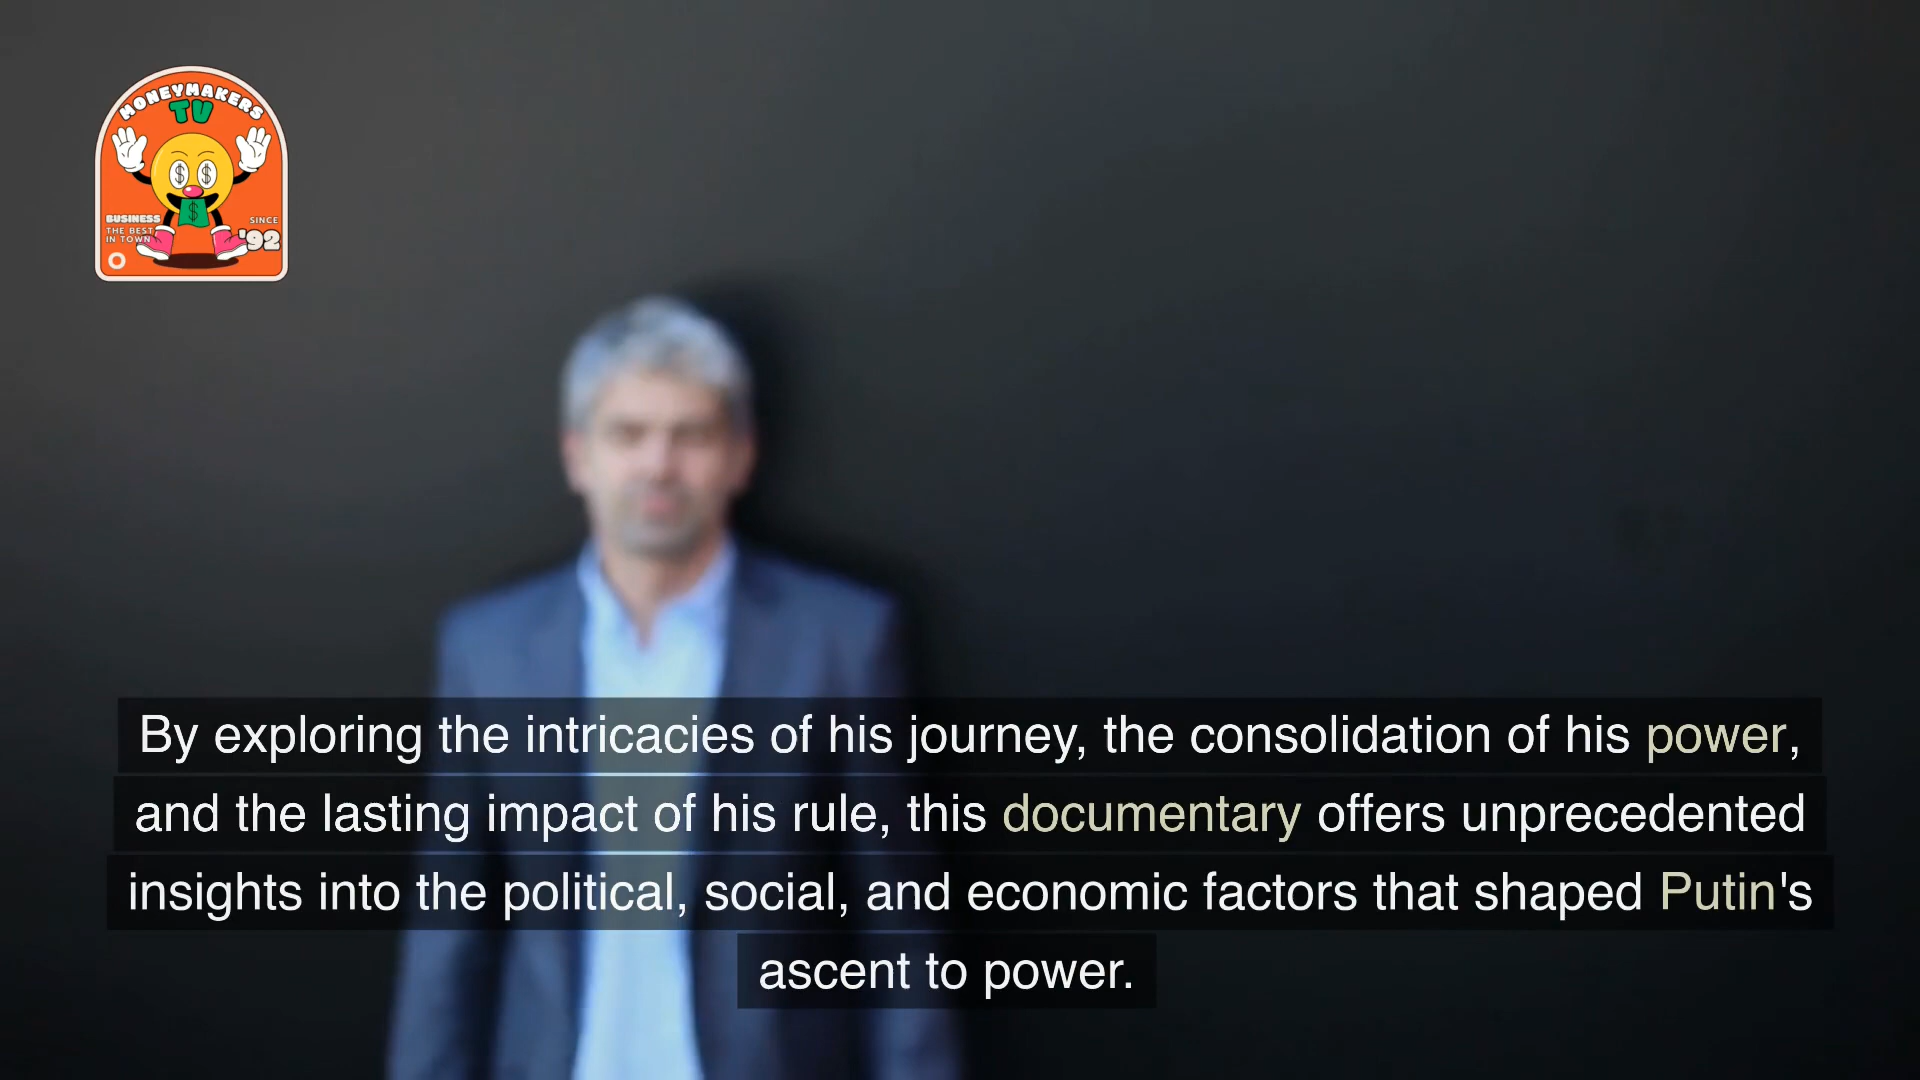 MONEYMAKERS
TV
BUSINESS
THE BEST
IN TOWN
SINCE
'92
By exploring the intricacies of his journey, the consolidation of his power,
and the lasting impact of his rule, this documentary offers unprecedented
insights into the political, social, and economic factors that shaped Putin's
ascent to power.